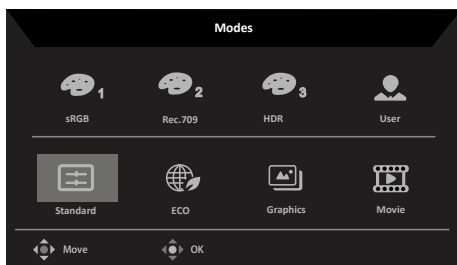 Modes
1 2 3
sRGB Rec.709 HDR User
Standard ECO Graphics Movie
Move OK